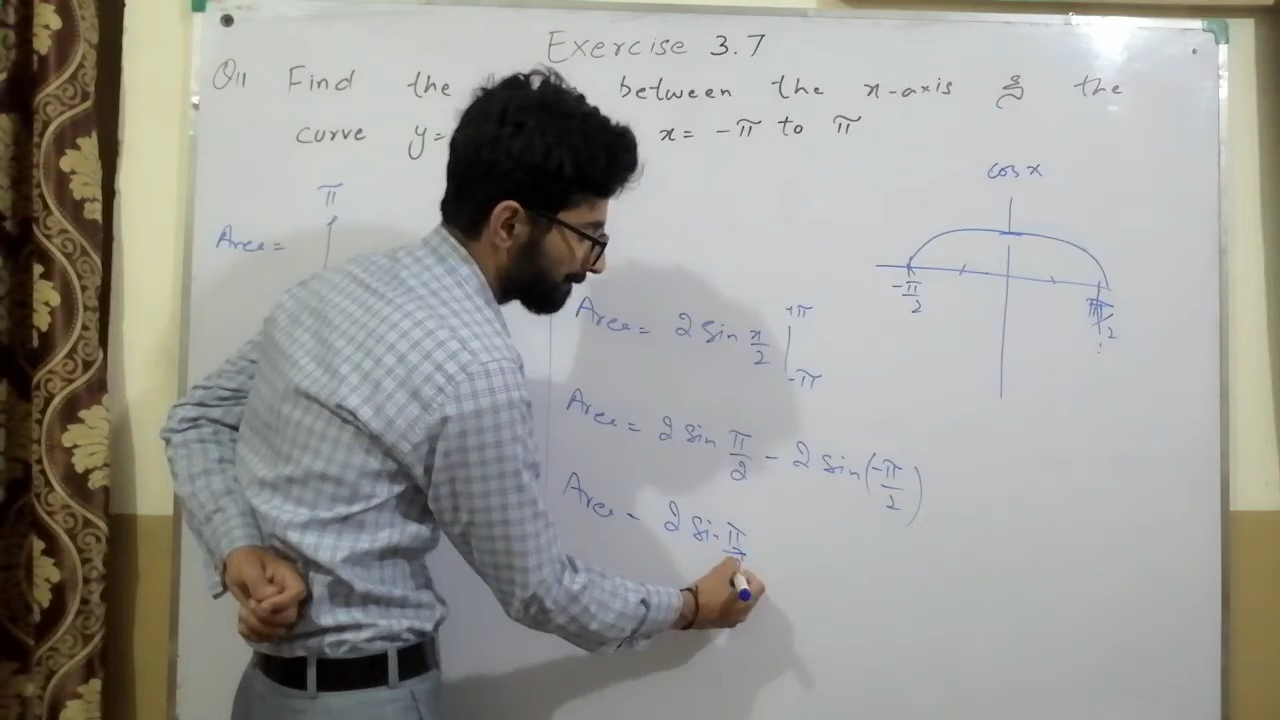 Exercise 3.7
Q11 Find the between the x-axis & the
curve y= x= -π to π
π
Area =
cos x
-π/2
π/2
Area = 2 Sin x/2 | +π -π
Area = 2 Sin π/2 - 2 Sin(-π/2)
Area = 2 Sin π/2